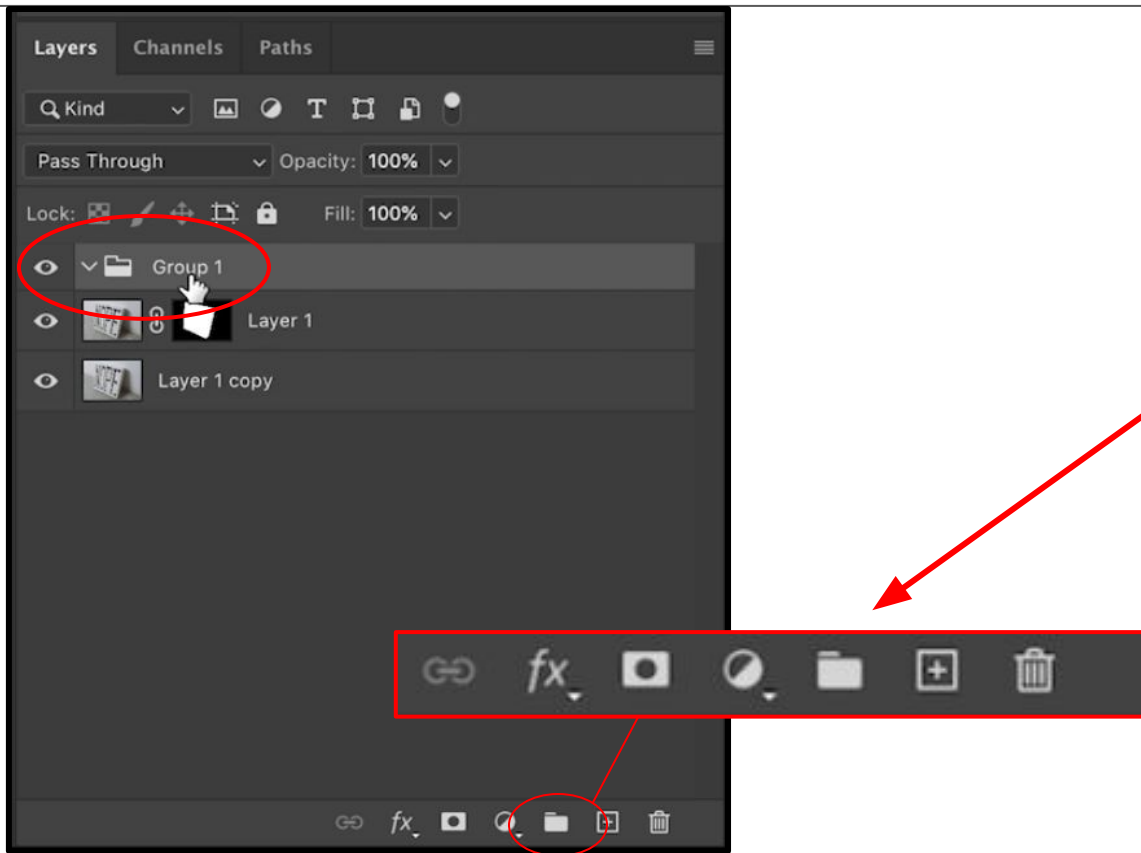 Layers Channels Paths
Kind T
Pass Through Opacity: 100%
Lock: Fill: 100%
Group 1
Layer 1
Layer 1 copy
fx
fx